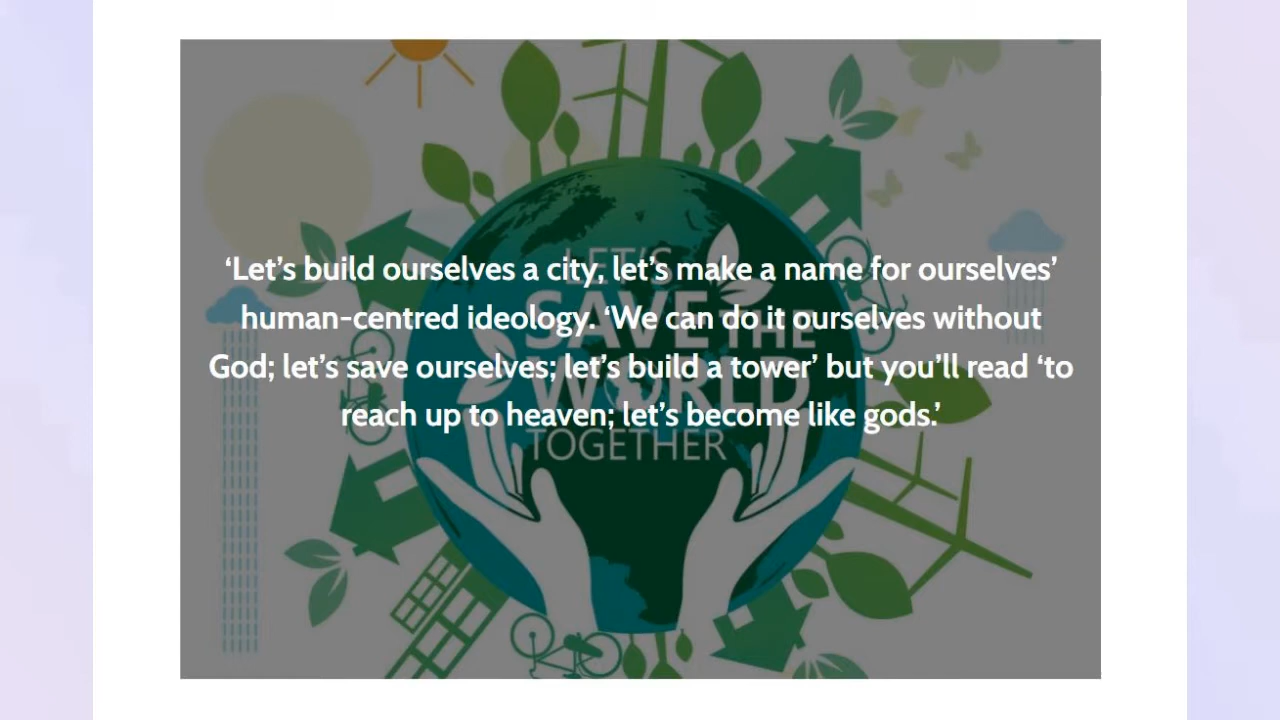 ‘Let’s build ourselves a city, let’s make a name for ourselves’
human-centred ideology. ‘We can do it ourselves without
God; let’s save ourselves; let’s build a tower’ but you’ll read ‘to
reach up to heaven; let’s become like gods.’
LET'S
SAVE THE
WORLD
TOGETHER